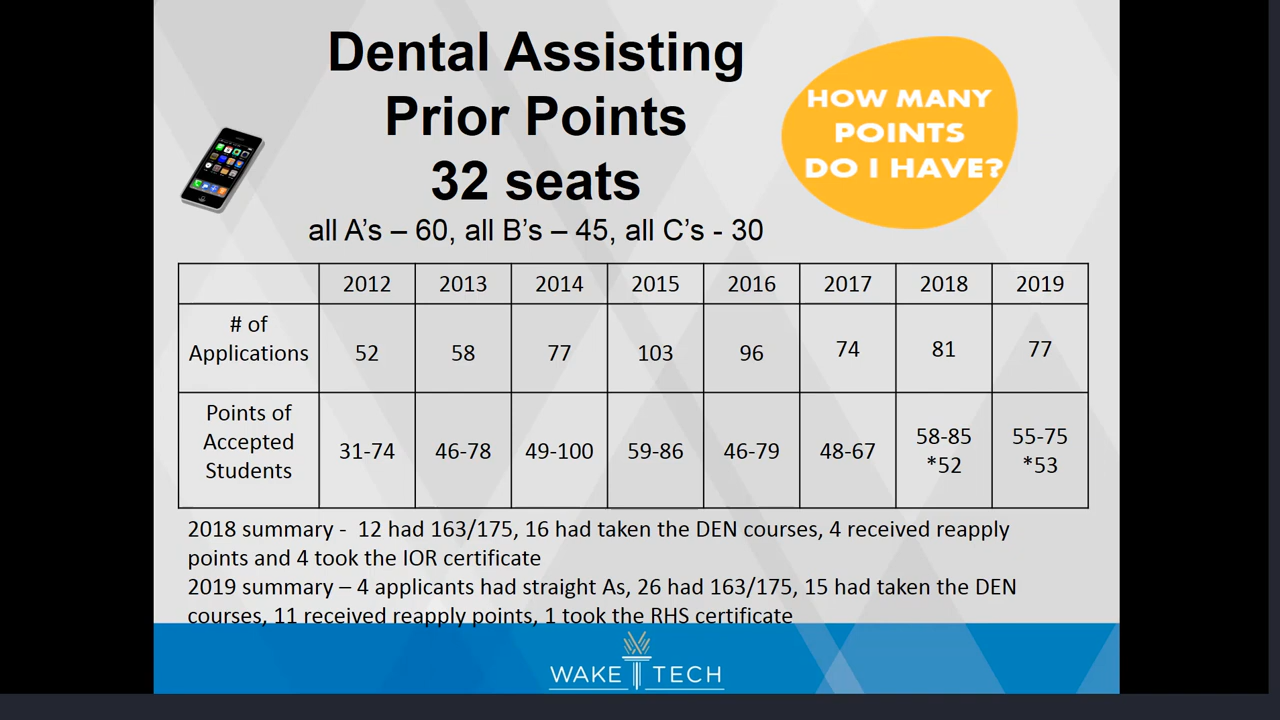 Dental Assisting
Prior Points
32 seats
all A's – 60, all B's – 45, all C's - 30
HOW MANY
POINTS
DO I HAVE?
2012 2013 2014 2015 2016 2017 2018 2019
# of
Applications 52 58 77 103 96 74 81 77
Points of
Accepted
Students 31-74 46-78 49-100 59-86 46-79 48-67 58-85 *52 55-75 *53
2018 summary - 12 had 163/175, 16 had taken the DEN courses, 4 received reapply
points and 4 took the IOR certificate
2019 summary – 4 applicants had straight As, 26 had 163/175, 15 had taken the DEN
courses, 11 received reapply points, 1 took the RHS certificate
WAKE TECH